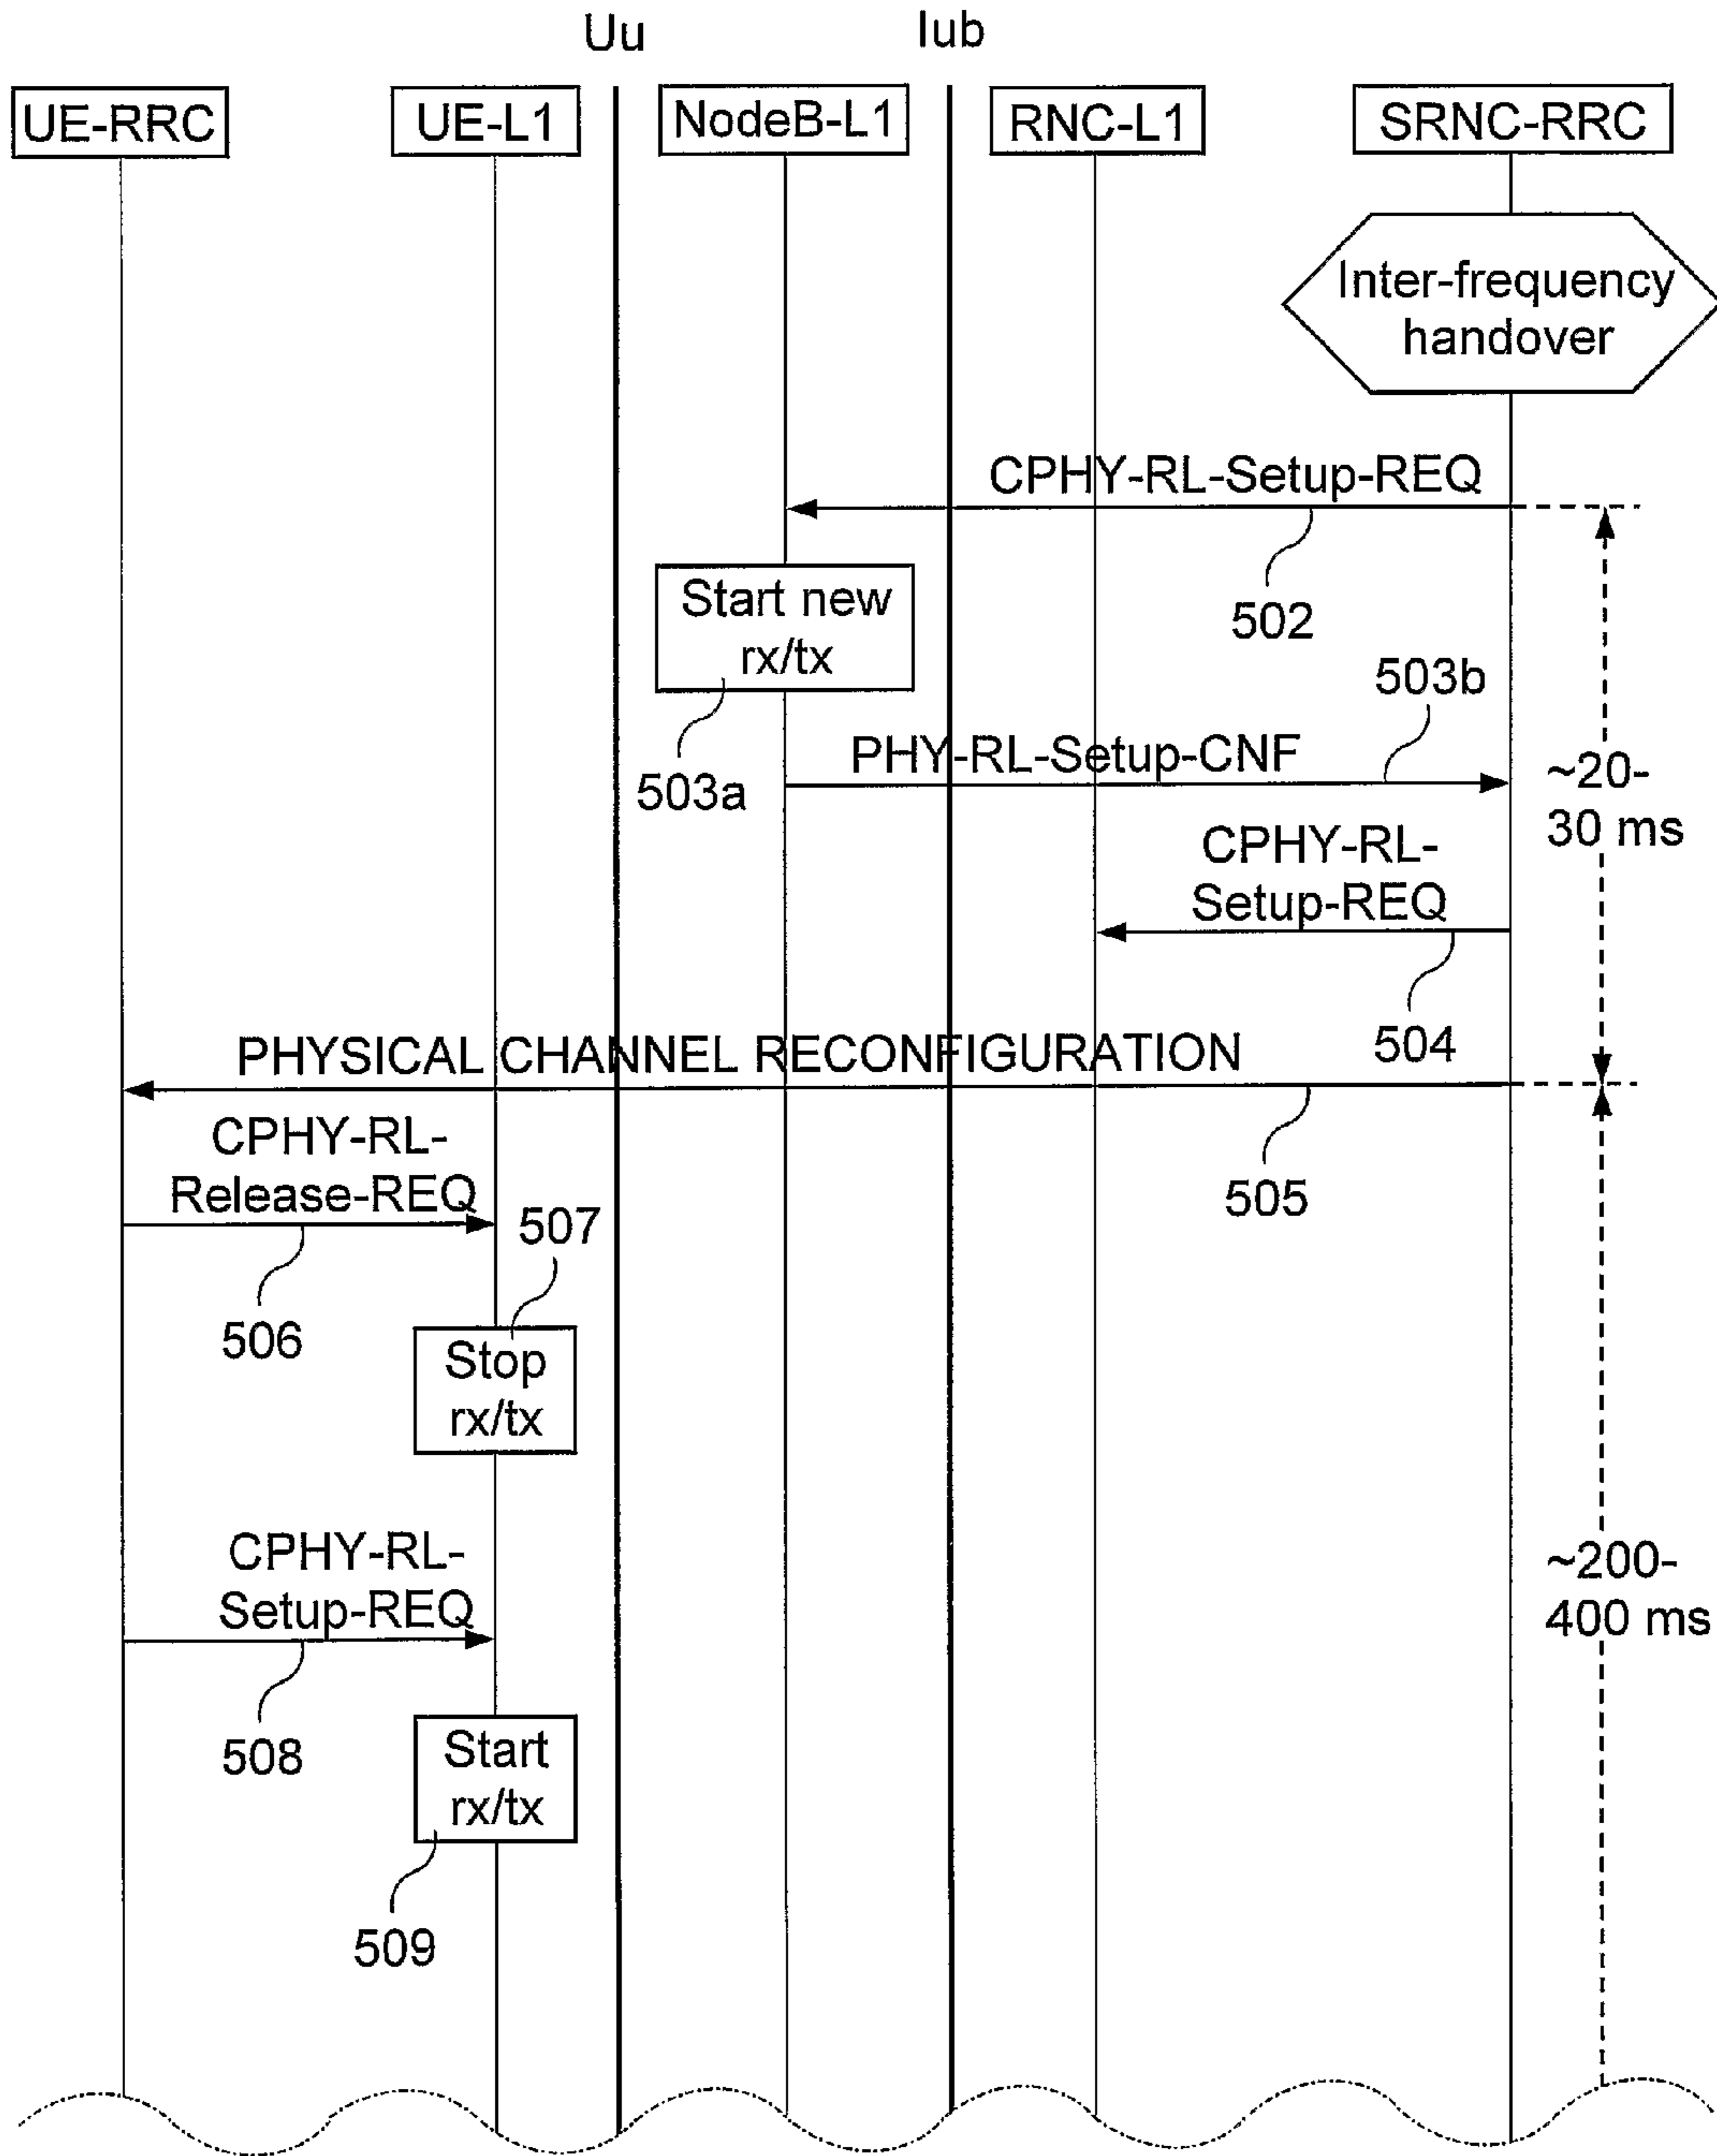 Uu
Iub
UE-RRC
UE-L1
NodeB-L1
RNC-L1
SRNC-RRC
Inter-frequency
handover
CPHY-RL-Setup-REQ
502
Start new
rx/tx
503a
503b
PHY-RL-Setup-CNF
~20-
30 ms
CPHY-RL-
Setup-REQ
504
PHYSICAL CHANNEL RECONFIGURATION
505
CPHY-RL-
Release-REQ
506
507
Stop
rx/tx
CPHY-RL-
Setup-REQ
508
~200-
400 ms
Start
rx/tx
509